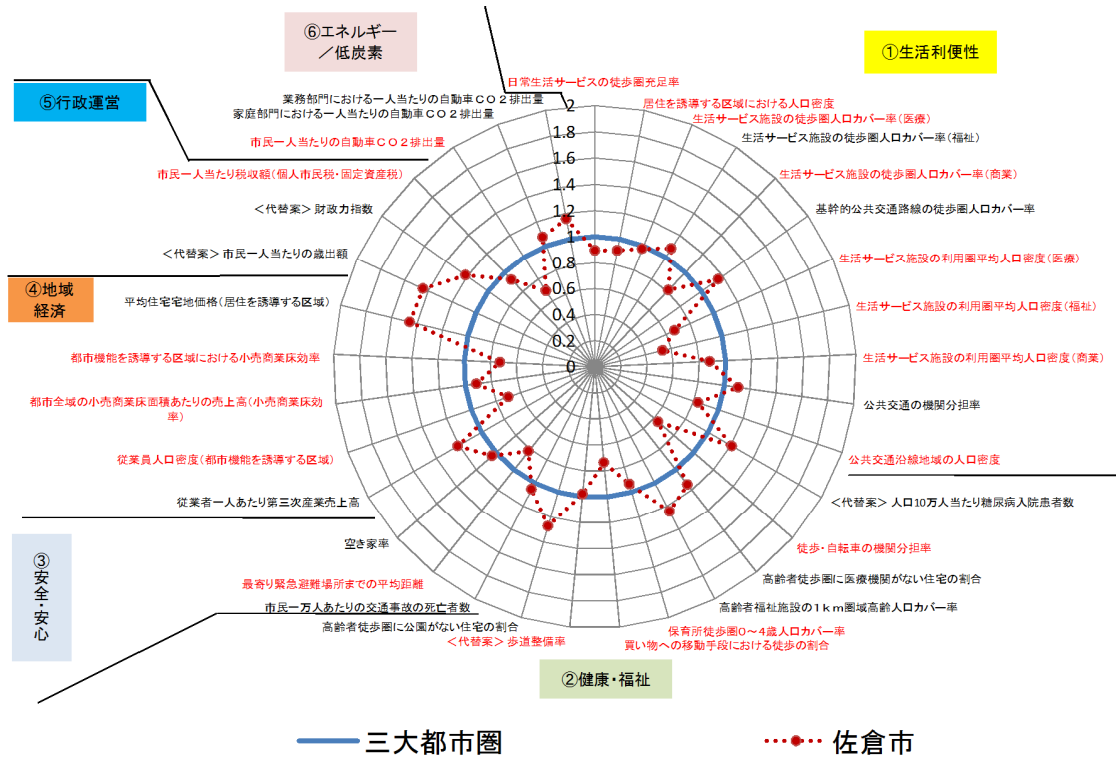 ⑥エネルギー
／低炭素
①生活利便性
⑤行政運営
④地域
経済
③安全・安心
②健康・福祉
日常生活サービスの徒歩圏充足率
居住を誘導する区域における人口密度
生活サービス施設の徒歩圏人口カバー率(医療)
生活サービス施設の徒歩圏人口カバー率(福祉)
生活サービス施設の徒歩圏人口カバー率(商業)
基幹的公共交通路線の徒歩圏人口カバー率
生活サービス施設の利用圏平均人口密度(医療)
生活サービス施設の利用圏平均人口密度(福祉)
生活サービス施設の利用圏平均人口密度(商業)
公共交通の機関分担率
公共交通沿線地域の人口密度
＜代替案＞ 人口10万人当たり糖尿病入院患者数
徒歩・自転車の機関分担率
高齢者徒歩圏に医療機関がない住宅の割合
高齢者福祉施設の1km圏域高齢人口カバー率
保育所徒歩圏0～4歳人口カバー率
買い物への移動手段における徒歩の割合
＜代替案＞ 歩道整備率
高齢者徒歩圏に公園がない住宅の割合
市民一万人あたりの交通事故の死亡者数
最寄り緊急避難場所までの平均距離
空き家率
従業者一人あたり第三次産業売上高
従業員人口密度(都市機能を誘導する区域)
都市全域の小売商業床面積あたりの売上高(小売商業床効
率)
都市機能を誘導する区域における小売商業床効率
平均住宅宅地価格(居住を誘導する区域)
＜代替案＞ 市民一人当たりの歳出額
＜代替案＞ 財政力指数
市民一人当たり税収額(個人市民税・固定資産税)
市民一人当たりの自動車CO2排出量
家庭部門における一人当たりの自動車CO2排出量
業務部門における一人当たりの自動車CO2排出量
2
1.8
1.6
1.4
1.2
1
0.8
0.6
0.4
0.2
0
三大都市圏
佐倉市